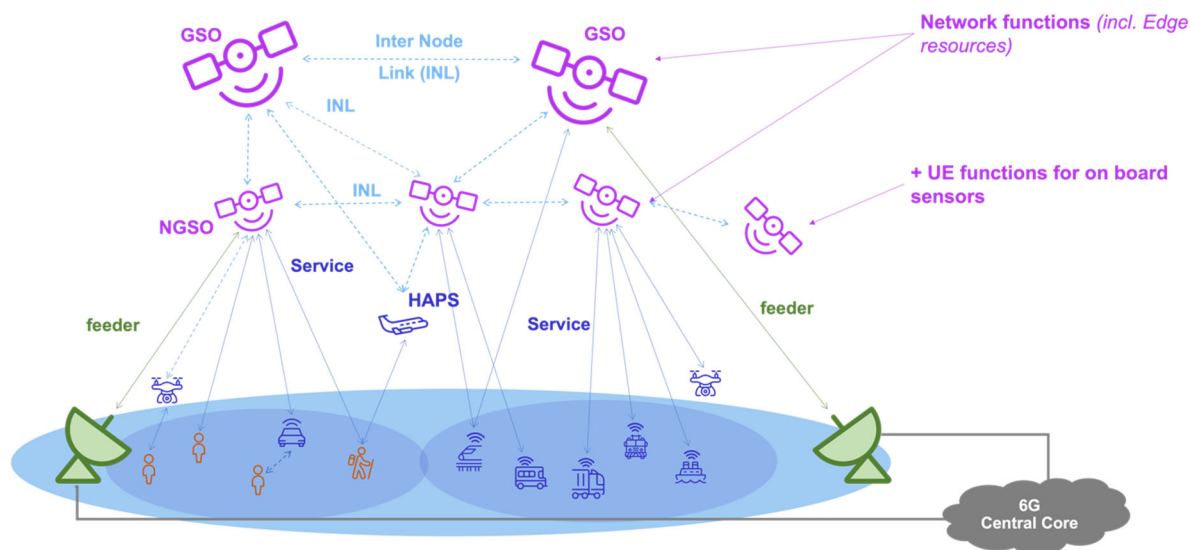 GSO
GSO
Network functions (incl. Edge
resources)
Inter Node
Link (INL)
INL
+ UE functions for on board
sensors
INL
NGSO
Service
HAPS
feeder
Service
feeder
6G
Central Core